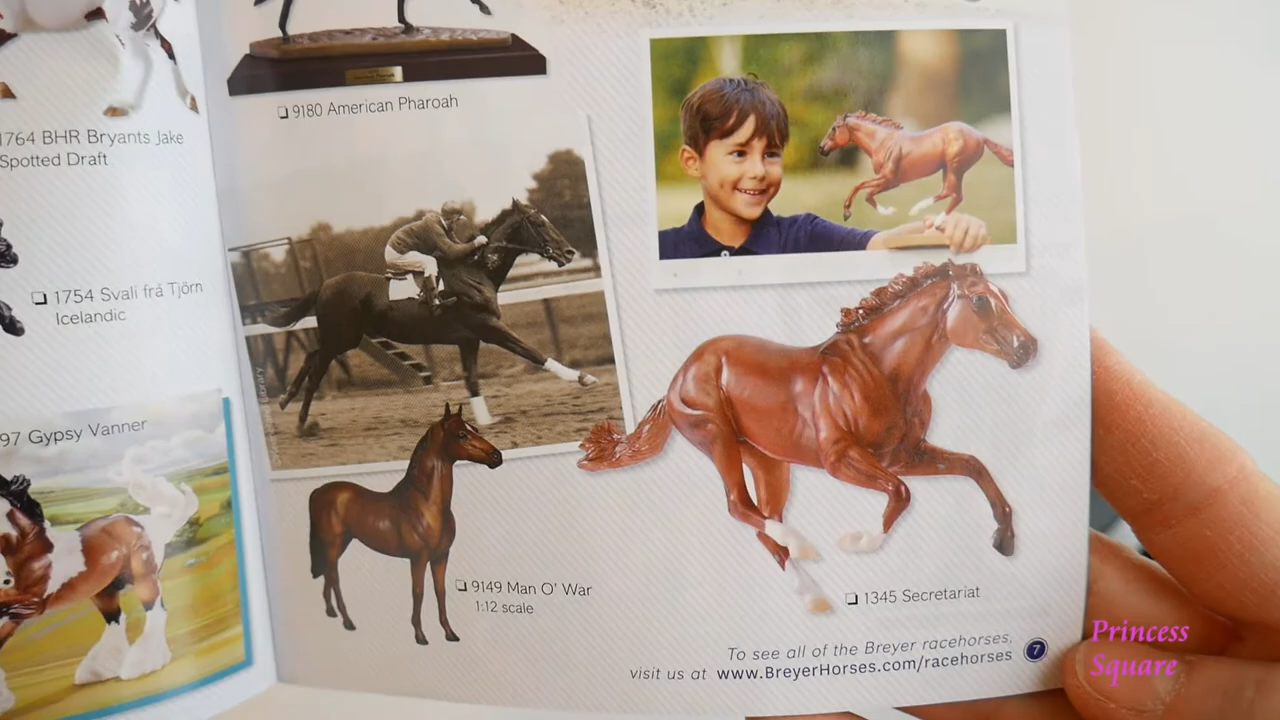 1764 BHR Bryants Jake
Spotted Draft
1754 Svali frá Tjörn
Icelandic
97 Gypsy Vanner
9180 American Pharoah
9149 Man O' War
1:12 scale
1345 Secretariat
To see all of the Breyer racehorses,
visit us at www.BreyerHorses.com/racehorses
7
Princess
Square